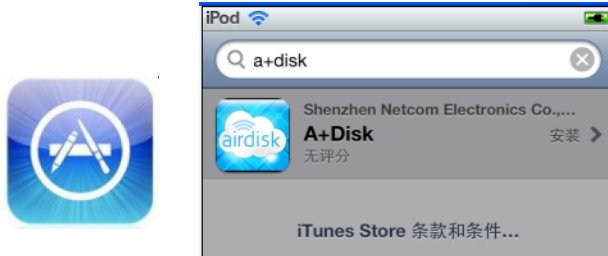 iPod
a+disk
Shenzhen Netcom Electronics Co.,...
airdisk
A+Disk
安装
无评分
iTunes Store 条款和条件...